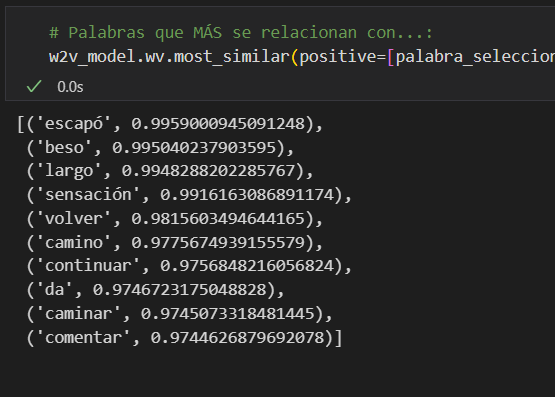 # Palabras que MÁS se relacionan con...:
w2v_model.wv.most_similar(positive=[palabra_seleccion
0.0s
[('escapó', 0.9959000945091248),
('beso', 0.995040237903595),
('largo', 0.9948288202285767),
('sensación', 0.9916163086891174),
('volver', 0.9815603494644165),
('camino', 0.9775674939155579),
('continuar', 0.9756848216056824),
('da', 0.9746723175048828),
('caminar', 0.9745073318481445),
('comentar', 0.9744626879692078)]